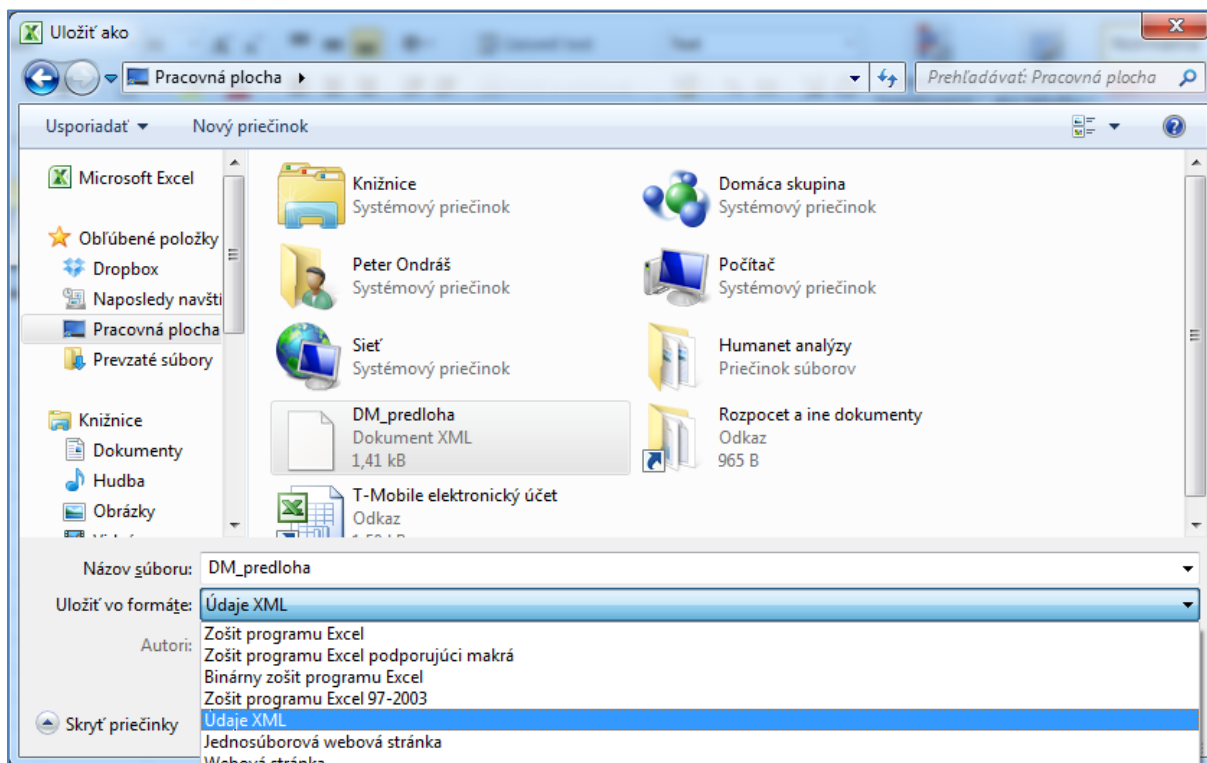 Uložiť ako
Pracovná plocha
Prehľadávať: Pracovná plocha
Usporiadať
Nový priečinok
Microsoft Excel
Obľúbené položky
Dropbox
Naposledy navšti
Pracovná plocha
Prevzaté súbory
Knižnice
Dokumenty
Hudba
Obrázky
Knižnice
Systémový priečinok
Domáca skupina
Systémový priečinok
Peter Ondráš
Systémový priečinok
Počítač
Systémový priečinok
Sieť
Systémový priečinok
Humanet analýzy
Priečinok súborov
DM_predloha
Dokument XML
1,41 kB
Rozpocet a ine dokumenty
Odkaz
965 B
T-Mobile elektronický účet
Odkaz
Názov súboru: DM_predloha
Uložiť vo formáte: Údaje XML
Autori:
Zošit programu Excel
Zošit programu Excel podporujúci makrá
Binárny zošit programu Excel
Zošit programu Excel 97-2003
Údaje XML
Jednosúborová webová stránka
Webová stránka
Skryť priečinky